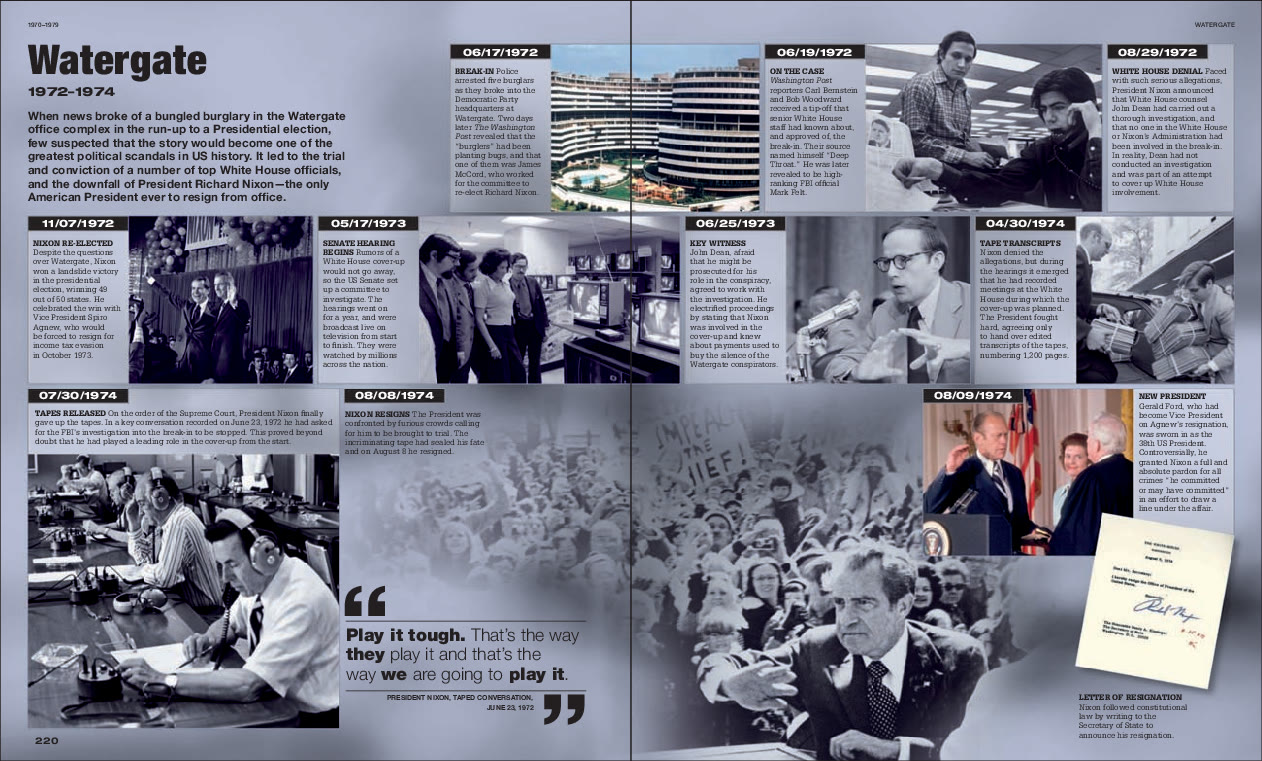 1970–1979
WATERGATE
Watergate
1972–1974
When news broke of a bungled burglary in the Watergate
office complex in the run-up to a Presidential election,
few suspected that the story would become one of the
greatest political scandals in US history. It led to the trial
and conviction of a number of top White House officials,
and the downfall of President Richard Nixon—the only
American President ever to resign from office.
06/17/1972
BREAK-IN Police
arrested five burglars
as they broke into the
Democratic Party
headquarters at
Watergate. Two days
later The Washington
Post revealed that the
"burglers" had been
planting bugs, and that
one of them was James
McCord, who worked
for the committee to
re-elect Richard Nixon.
06/19/1972
ON THE CASE
Washington Post
reporters Carl Bernstein
and Bob Woodward
received a tip-off that
senior White House
staff had known about,
and approved of, the
break-in. Their source
named himself "Deep
Throat." He was later
revealed to be high-
ranking FBI official
Mark Felt.
08/29/1972
WHITE HOUSE DENIAL Faced
with such serious allegations,
President Nixon announced
that White House counsel
John Dean had carried out a
thorough investigation, and
that no one in the White House
or Nixon's Administration had
been involved in the break-in.
In reality, Dean had not
conducted an investigation
and was part of an attempt
to cover up White House
involvement.
11/07/1972
NIXON RE-ELECTED
Despite the questions
over Watergate, Nixon
won a landslide victory
in the presidential
election, winning 49
out of 50 states. He
celebrated the win with
Vice President Spiro
Agnew, who would
be forced to resign for
income tax evasion
in October 1973.
NIXON
05/17/1973
SENATE HEARING
BEGINS Rumors of a
White House cover-up
would not go away,
so the US Senate set
up a committee to
investigate. The
hearings went on
for a year, and were
broadcast live on
television from start
to finish. They were
watched by millions
across the nation.
06/25/1973
KEY WITNESS
John Dean, afraid
that he might be
prosecuted for his
role in the conspiracy,
agreed to work with
the investigation. He
electrified proceedings
by stating that Nixon
was involved in the
cover-up and knew
about payments used to
buy the silence of the
Watergate conspirators.
04/30/1974
TAPE TRANSCRIPTS
Nixon denied the
allegations, but during
the hearings it emerged
that he had recorded
meetings at the White
House during which the
cover-up was planned.
The President fought
hard, agreeing only
to hand over edited
transcripts of the tapes,
numbering 1,200 pages.
07/30/1974
TAPES RELEASED On the order of the Supreme Court, President Nixon finally
gave up the tapes. In a key conversation recorded on June 23, 1972 he had asked
for the FBI's investigation into the break-in to be stopped. This proved beyond
doubt that he had played a leading role in the cover-up from the start.
08/08/1974
NIXON RESIGNS The President was
confronted by furious crowds calling
for him to be brought to trial. The
incriminating tape had sealed his fate
and on August 8 he resigned.
IMPEACH
THE
CHIEF
“
Play it tough. That's the way
they play it and that's the
way we are going to play it.
PRESIDENT NIXON, TAPED CONVERSATION,
JUNE 23, 1972
”
08/09/1974
NEW PRESIDENT
Gerald Ford, who had
become Vice President
on Agnew's resignation,
was sworn in as the
38th US President.
Controversially, he
granted Nixon a full and
absolute pardon for all
crimes "he committed
or may have committed"
in an effort to draw a
line under the affair.
THE WHITE HOUSE
WASHINGTON
August 9, 1974
Dear Mr. Secretary:
I hereby resign the Office of President of the
United States.
LETTER OF RESIGNATION
Nixon followed constitutional
law by writing to the
Secretary of State to
announce his resignation.
220